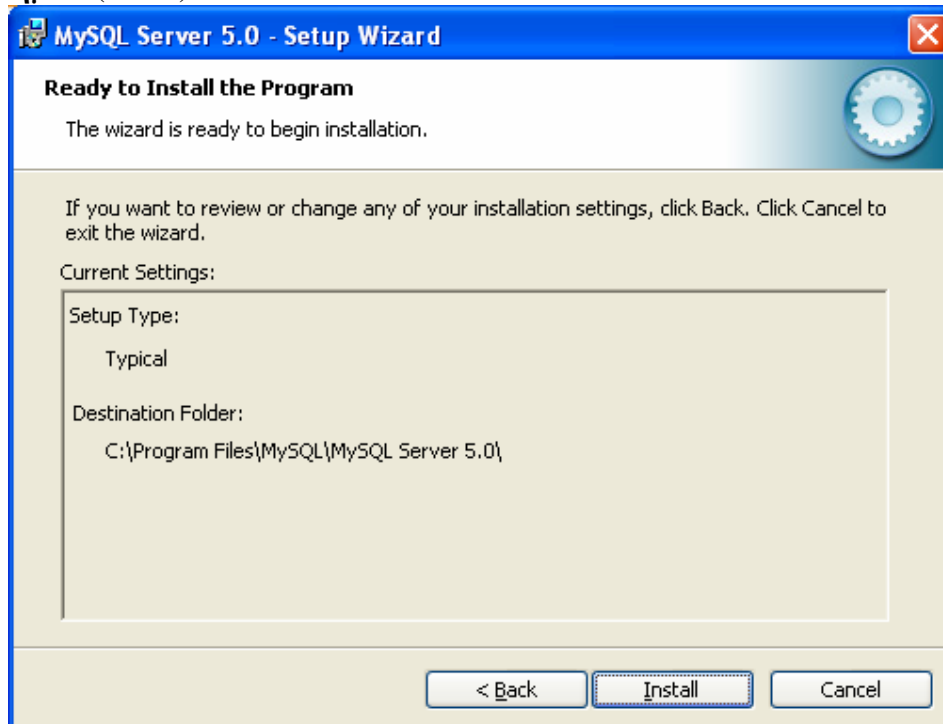 MySQL Server 5.0 - Setup Wizard
Ready to Install the Program
The wizard is ready to begin installation.
If you want to review or change any of your installation settings, click Back. Click Cancel to
exit the wizard.
Current Settings:
Setup Type:
Typical
Destination Folder:
C:\Program Files\MySQL\MySQL Server 5.0\
< Back
Install
Cancel